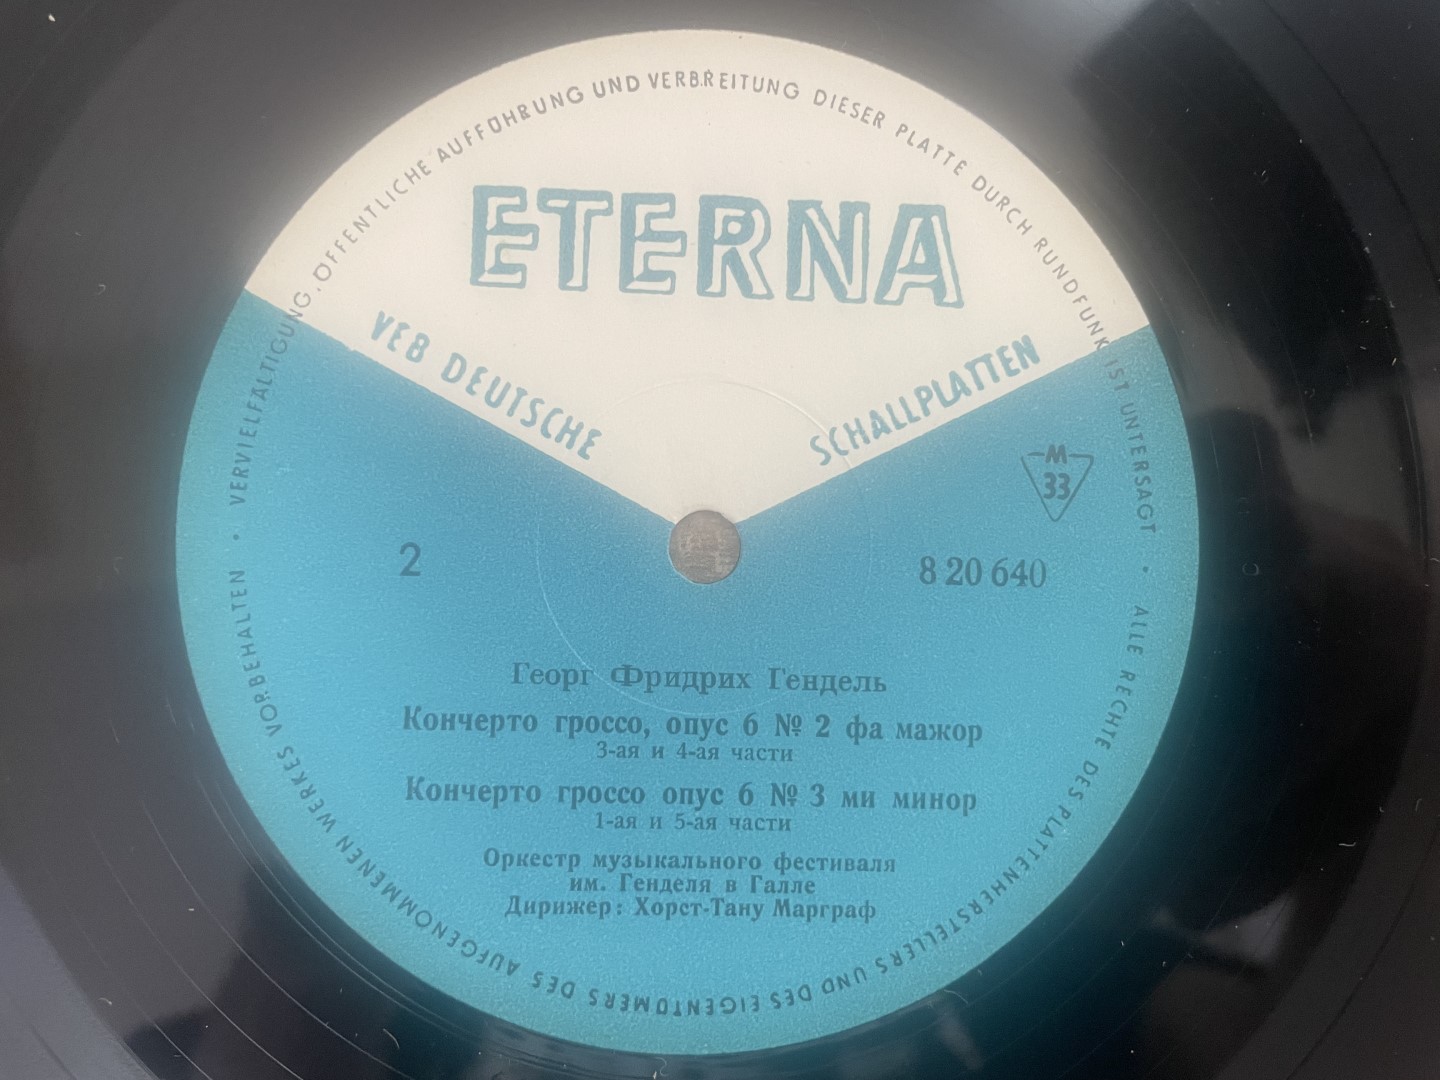 ETERNA
VEB DEUTSCHE
SCHALLPLATTEN
M
33
2
8 20 640
Георг Фридрих Гендель
Кончерто гроссо, опус 6 № 2 фа мажор
3-ая и 4-ая части
Кончерто гроссо опус 6 № 3 ми минор
1-ая и 5-ая части
Оркестр музыкального фестиваля
им. Генделя в Галле
Дирижер: Хорст-Тану Марграф
ALLE RECHTE DES PLATTENHERSTELLERS UND DES EIGENTÜMERS DES AUFGENOMMENEN WERKES VORBEHALTEN • VERVIELFÄLTIGUNG, ÖFFENTLICHE AUFFÜHRUNG UND VERBREITUNG DIESER PLATTE DURCH RUNDFUNK IST UNTERSAGT •